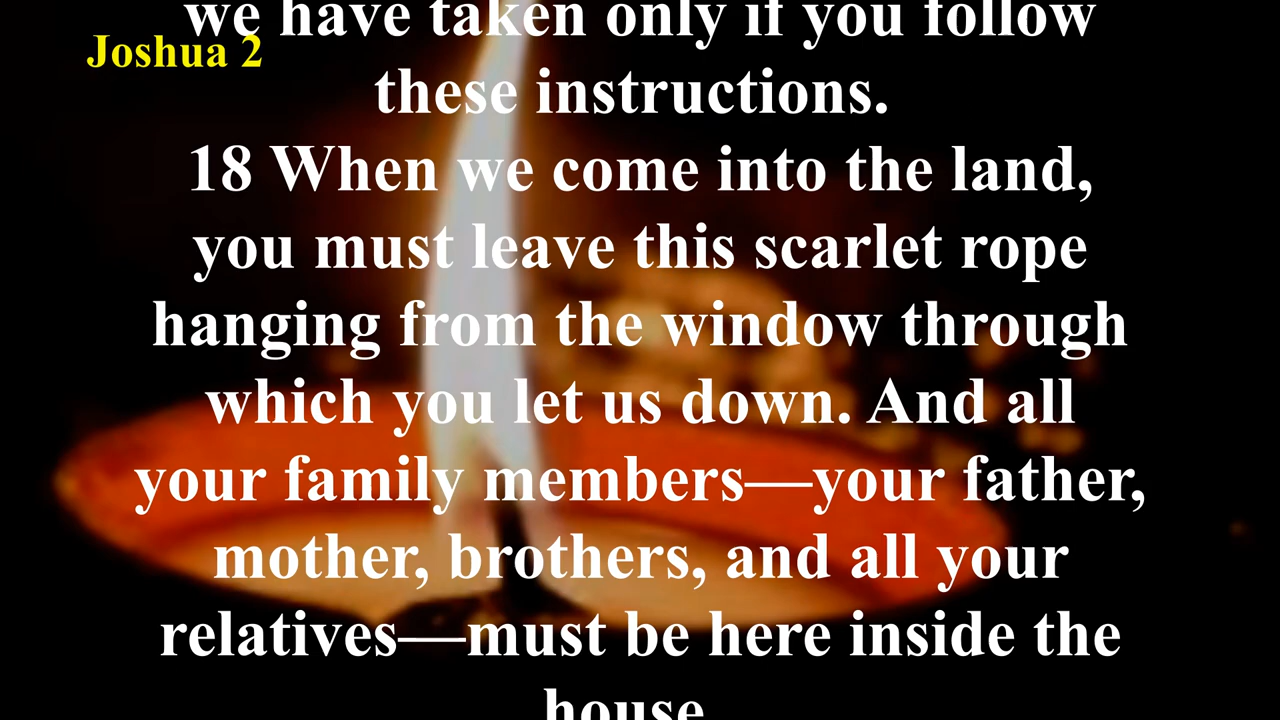 we have taken only if you follow
Joshua 2
these instructions.
18 When we come into the land,
you must leave this scarlet rope
hanging from the window through
which you let us down. And all
your family members—your father,
mother, brothers, and all your
relatives—must be here inside the
house